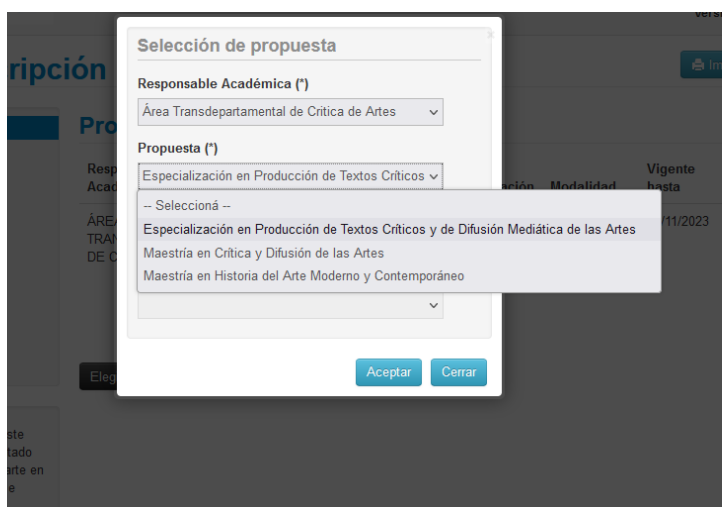 ripción
Selección de propuesta
x
Responsable Académica (*)
Área Transdepartamental de Critica de Artes
Propuesta (*)
Especialización en Producción de Textos Críticos
-- Seleccioná --
Especialización en Producción de Textos Críticos y de Difusión Mediática de las Artes
Maestría en Crítica y Difusión de las Artes
Maestría en Historia del Arte Moderno y Contemporáneo
Aceptar
Cerrar
Pro
Resp
Acad
Modalidad
Vigente
hasta
ÁREA
TRAN
DE C
/11/2023
Eleg
ste
tado
arte en
e